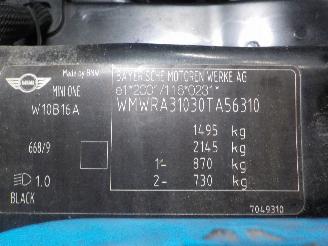 MINI
Made by BMW
MINI ONE
W10B16A
668/9
1.0
BLACK
BAYERISCHE MOTOREN WERKE AG
e1*2001/116*0231*
WMWRA31030TA56310
1495 kg
2145 kg
1- 870 kg
2- 730 kg
7049310